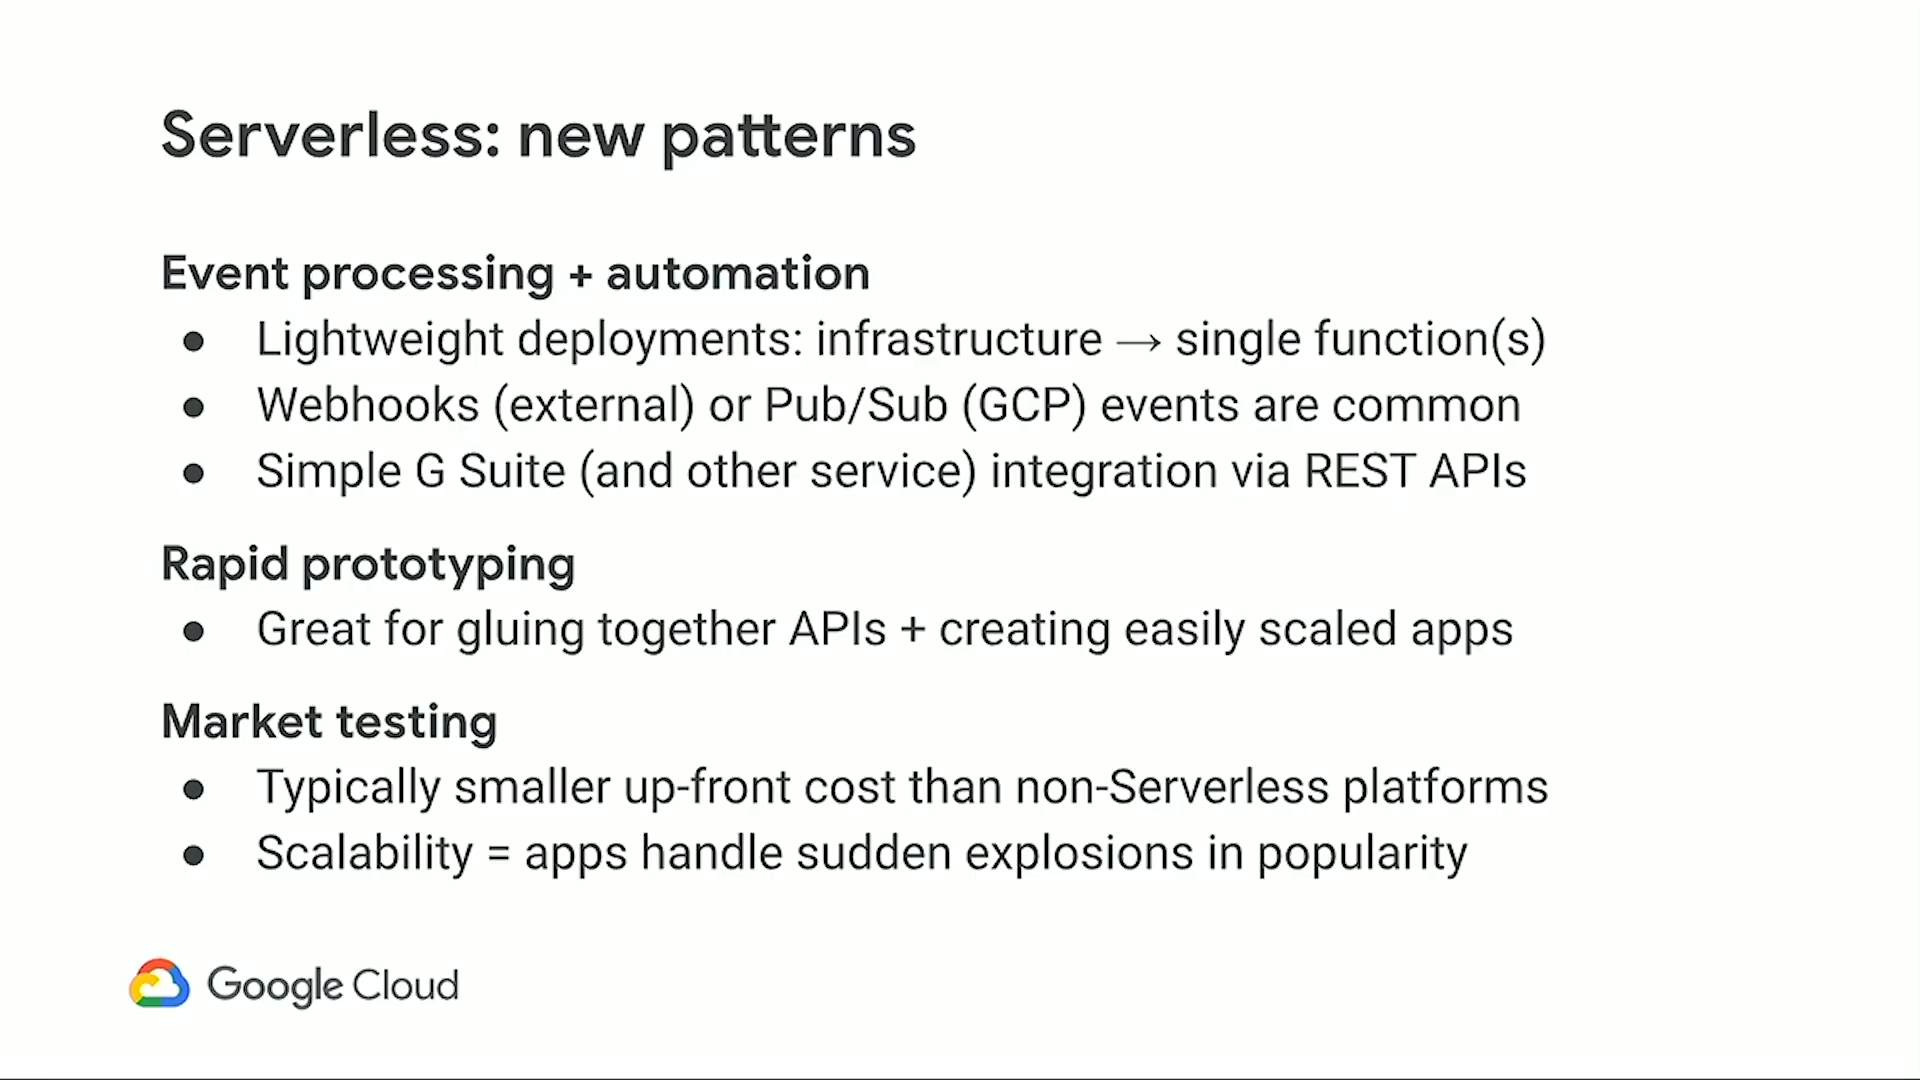 Serverless: new patterns
Event processing + automation
● Lightweight deployments: infrastructure → single function(s)
● Webhooks (external) or Pub/Sub (GCP) events are common
● Simple G Suite (and other service) integration via REST APIs
Rapid prototyping
● Great for gluing together APIs + creating easily scaled apps
Market testing
● Typically smaller up-front cost than non-Serverless platforms
● Scalability = apps handle sudden explosions in popularity
Google Cloud